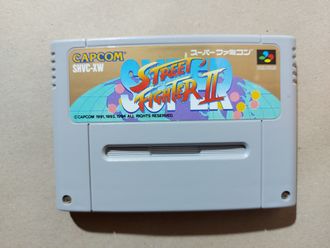 CAPCOM
SHVC-XW
スーパーファミコン
SUPER
STREET
FIGHTER II
©CAPCOM 1991, 1993, 1994 ALL RIGHTS RESERVED.